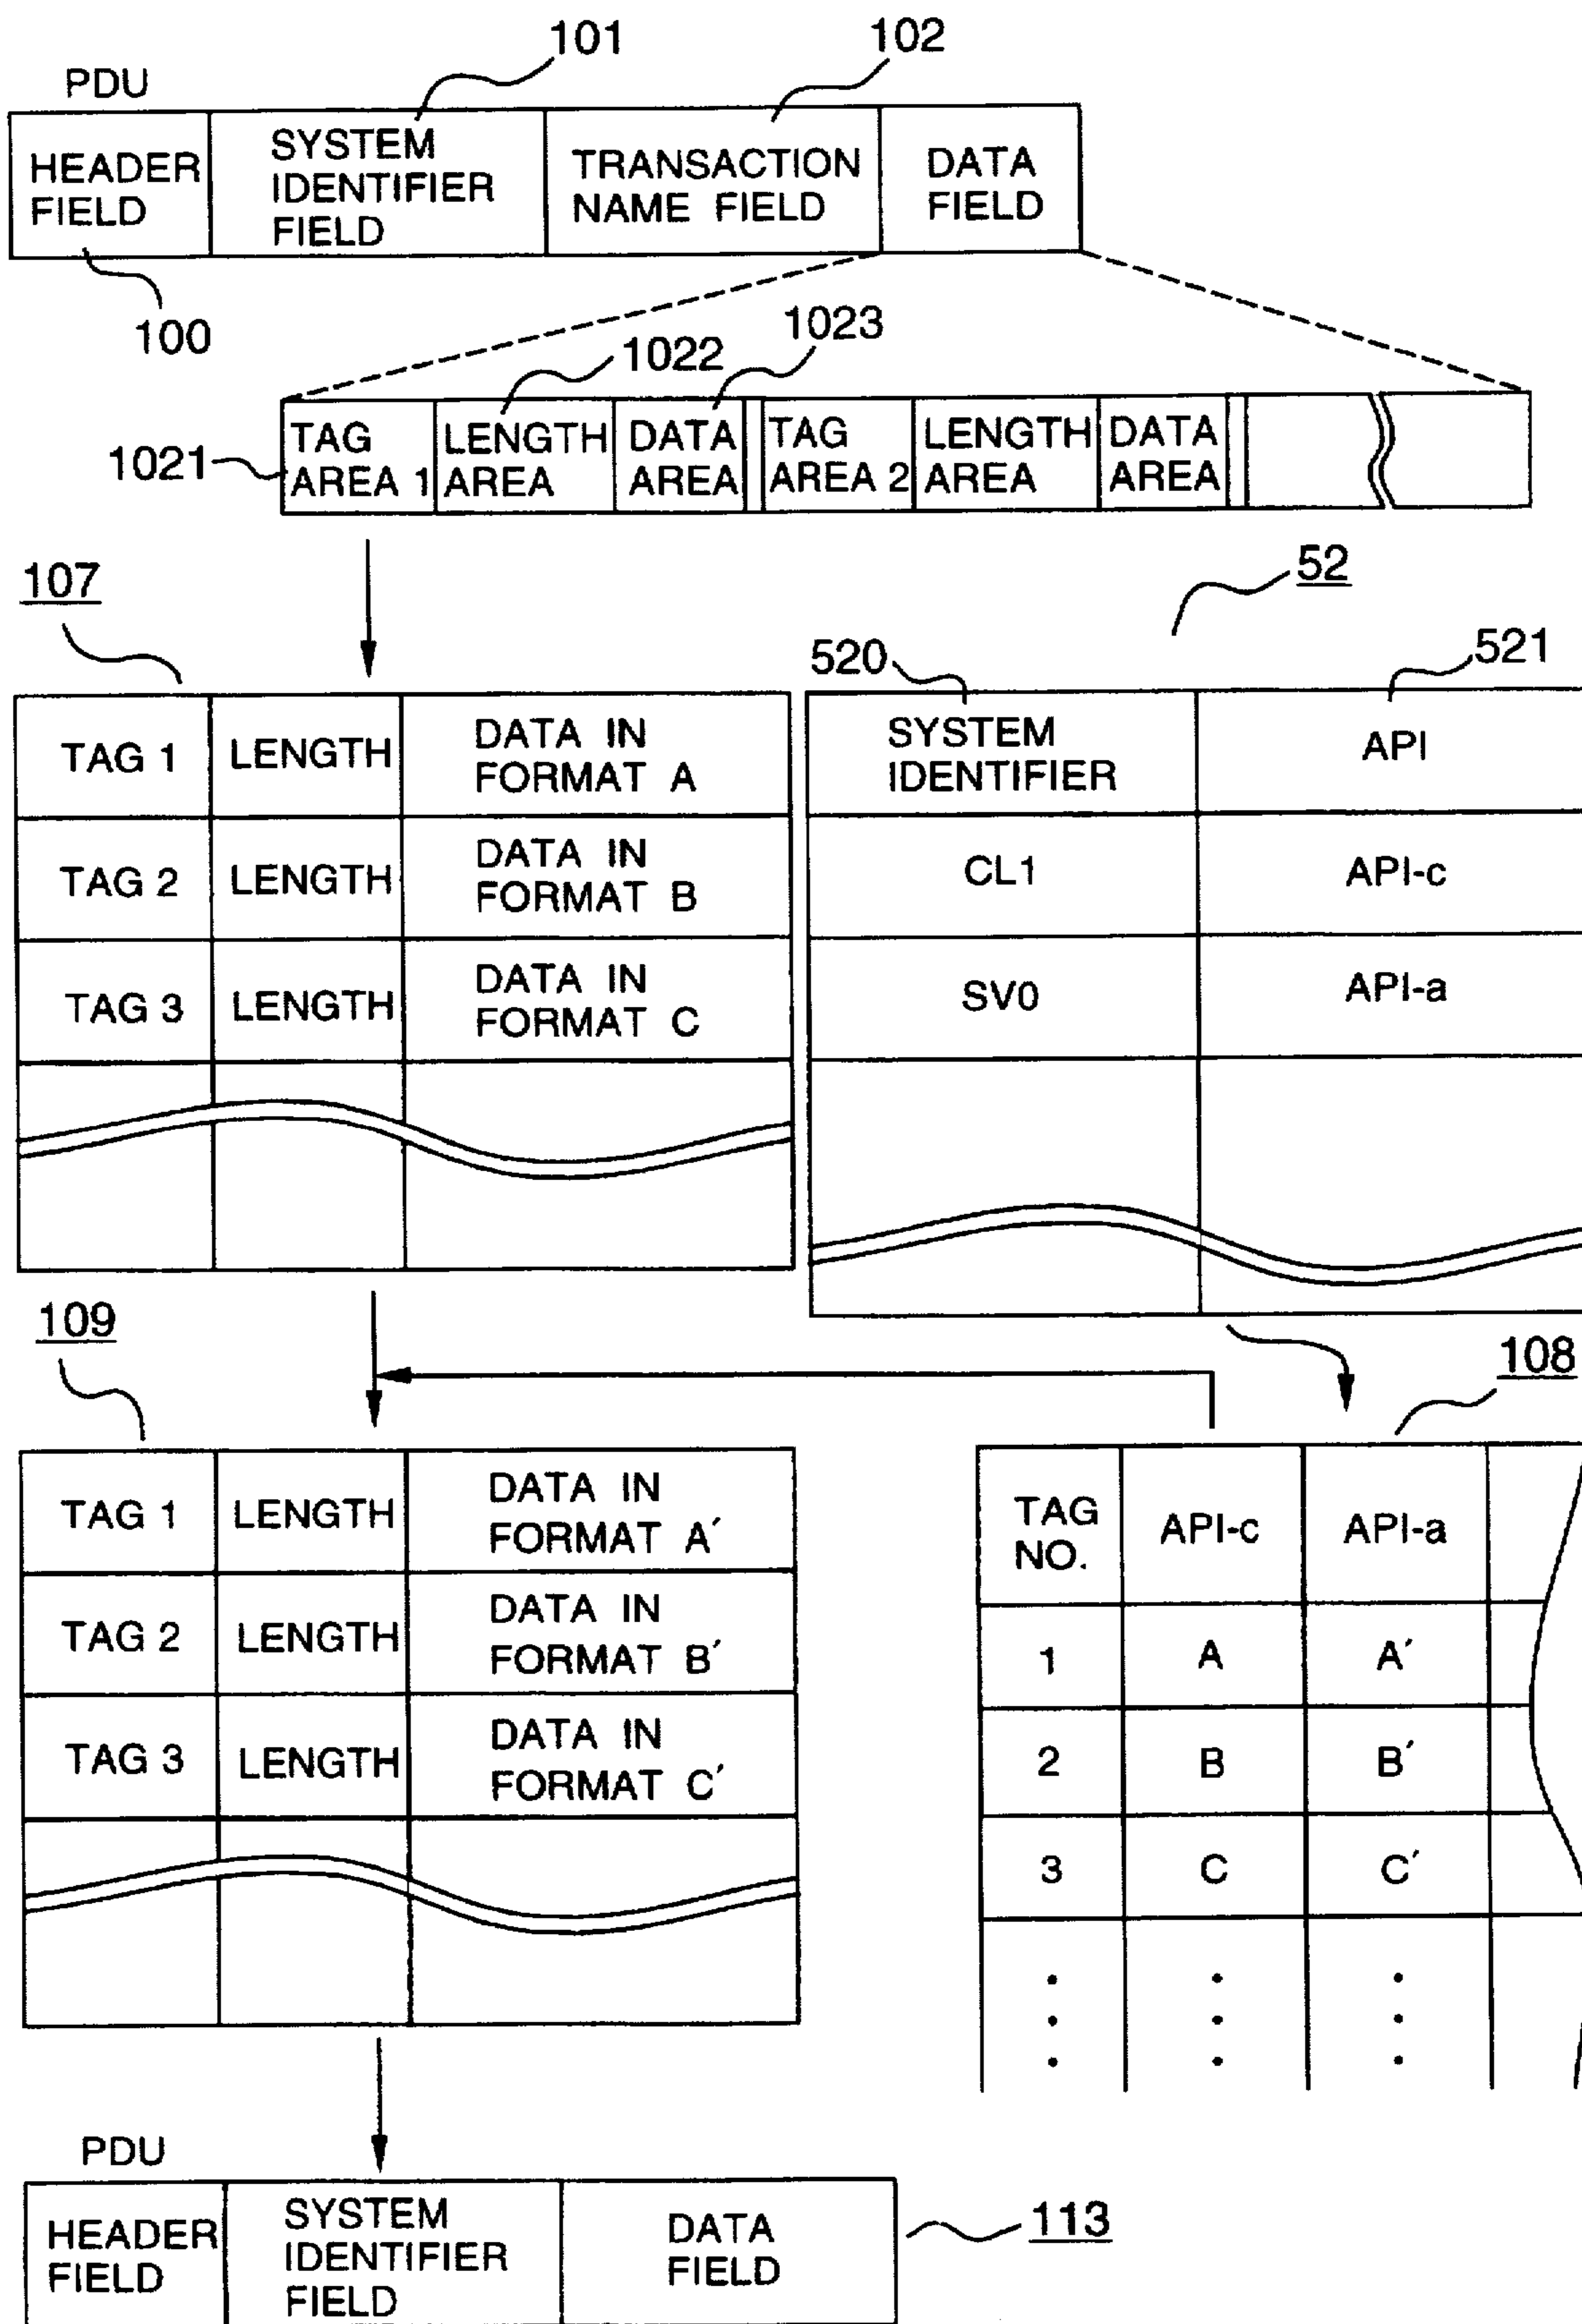 101
102
PDU
HEADER
FIELD
SYSTEM
IDENTIFIER
FIELD
TRANSACTION
NAME FIELD
DATA
FIELD
100
1023
1022
1021
TAG
AREA 1
LENGTH
AREA
DATA
AREA
TAG
AREA 2
LENGTH
AREA
DATA
AREA
107
TAG 1
LENGTH
DATA IN
FORMAT A
TAG 2
LENGTH
DATA IN
FORMAT B
TAG 3
LENGTH
DATA IN
FORMAT C
52
520
521
SYSTEM
IDENTIFIER
API
CL1
API-c
SV0
API-a
109
TAG 1
LENGTH
DATA IN
FORMAT A′
TAG 2
LENGTH
DATA IN
FORMAT B′
TAG 3
LENGTH
DATA IN
FORMAT C′
108
TAG
NO.
API-c
API-a
1
A
A′
2
B
B′
3
C
C′
PDU
HEADER
FIELD
SYSTEM
IDENTIFIER
FIELD
DATA
FIELD
113